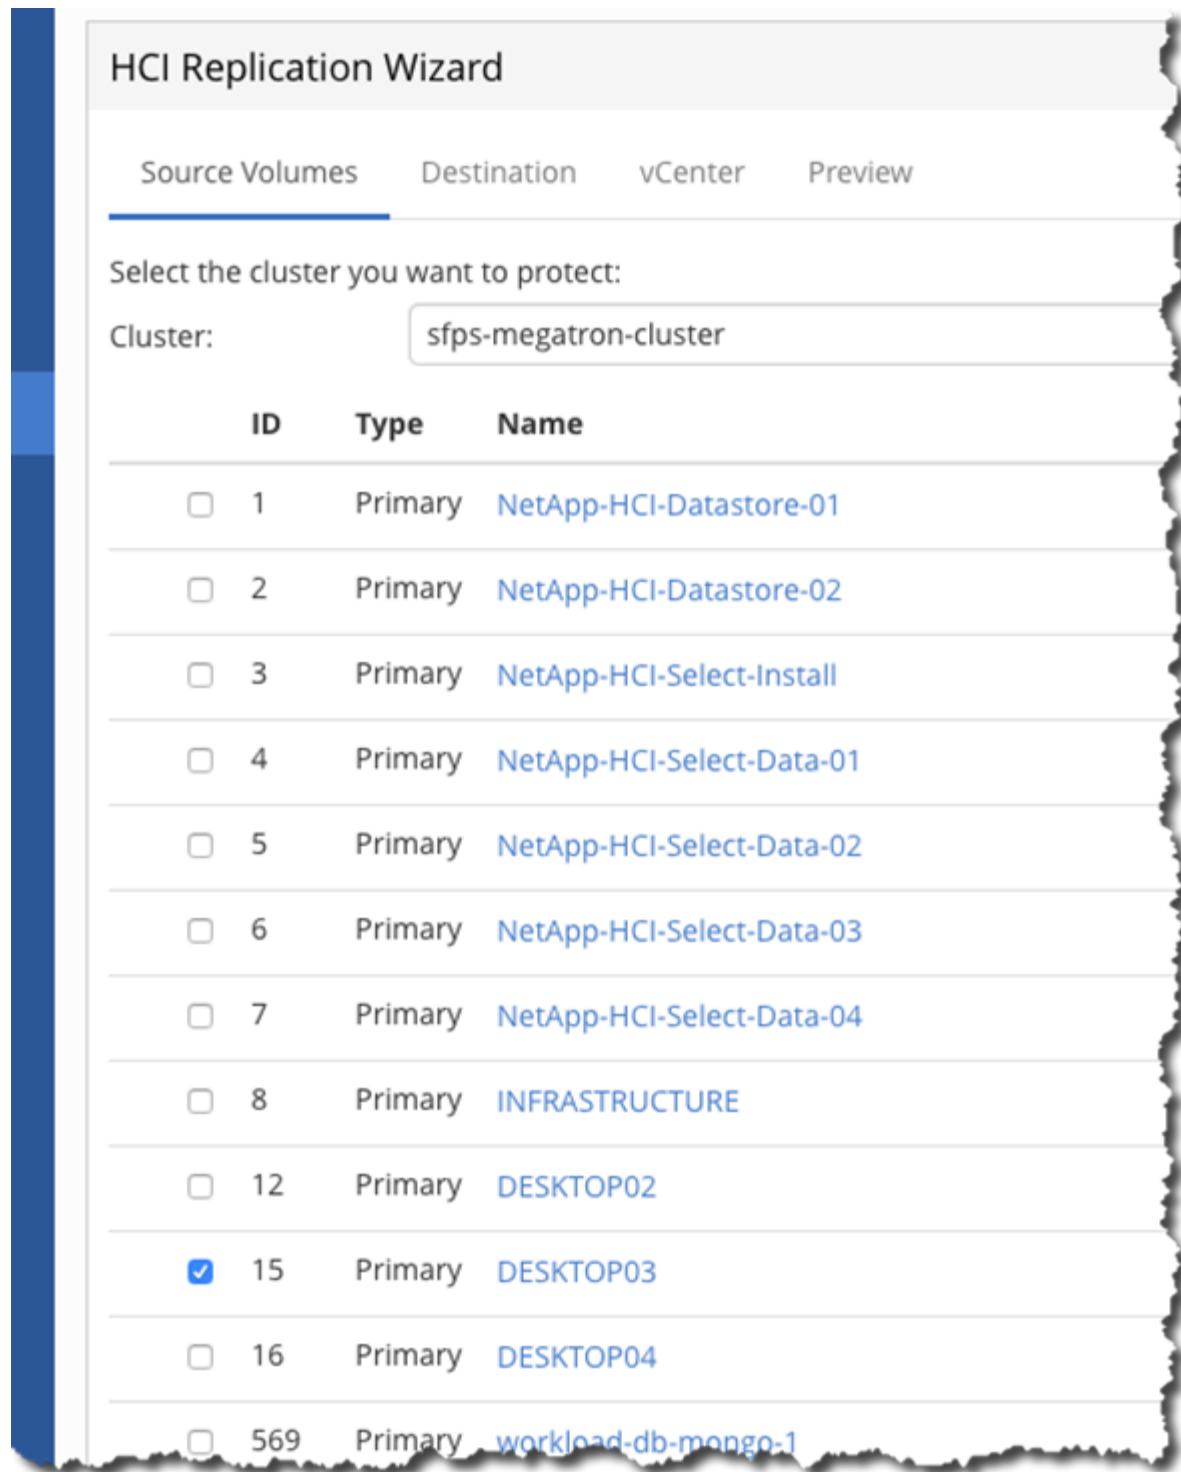 HCI Replication Wizard
Source Volumes Destination vCenter Preview
Select the cluster you want to protect:
Cluster: sfps-megatron-cluster
ID Type Name
1 Primary NetApp-HCI-Datastore-01
2 Primary NetApp-HCI-Datastore-02
3 Primary NetApp-HCI-Select-Install
4 Primary NetApp-HCI-Select-Data-01
5 Primary NetApp-HCI-Select-Data-02
6 Primary NetApp-HCI-Select-Data-03
7 Primary NetApp-HCI-Select-Data-04
8 Primary INFRASTRUCTURE
12 Primary DESKTOP02
15 Primary DESKTOP03
16 Primary DESKTOP04
569 Primary workload-db-mongo-1